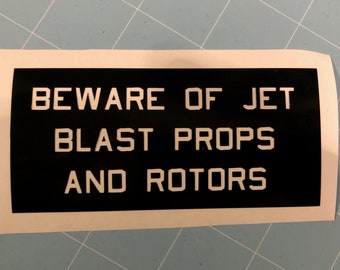 BEWARE OF JET
BLAST PROPS
AND ROTORS